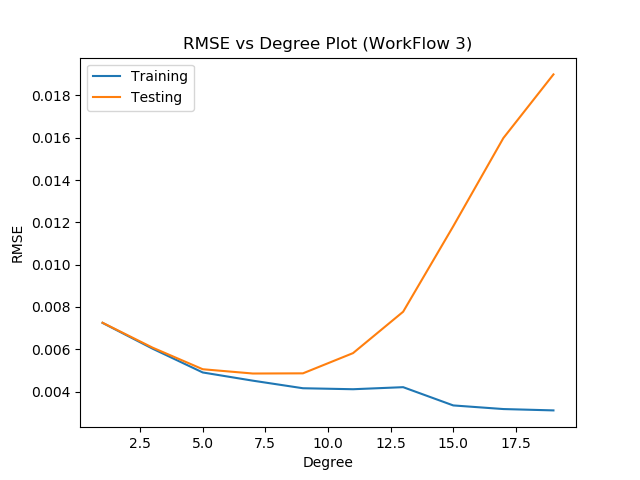 RMSE vs Degree Plot (WorkFlow 3)
Training
Testing
0.018
0.016
0.014
0.012
0.010
0.008
0.006
0.004
RMSE
2.5 5.0 7.5 10.0 12.5 15.0 17.5
Degree